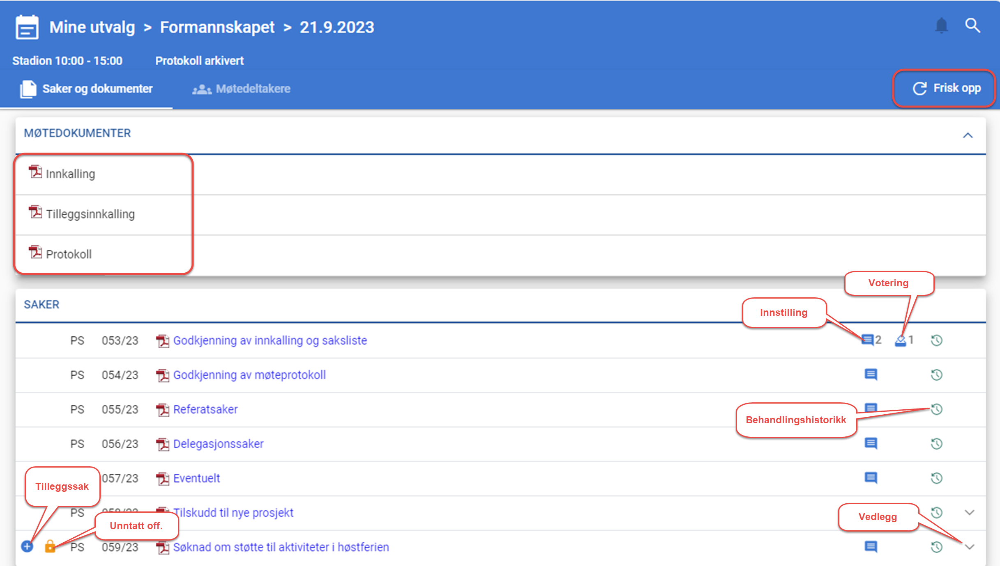 Mine utvalg > Formannskapet > 21.9.2023
Stadion 10:00 - 15:00 Protokoll arkivert
Saker og dokumenter Møtedeltakere Frisk opp
MØTEDOKUMENTER
Innkalling
Tilleggsinnkalling
Protokoll
Votering
SAKER
Innstilling
PS 053/23 Godkjenning av innkalling og saksliste 2 1
PS 054/23 Godkjenning av møteprotokoll
PS 055/23 Referatsaker
Behandlingshistorikk
PS 056/23 Delegasjonssaker
057/23 Eventuelt
Tilleggssak
PS 058/23 Tilskudd til nye prosjekt
Vedlegg
Unntatt off.
PS 059/23 Søknad om støtte til aktiviteter i høstferien